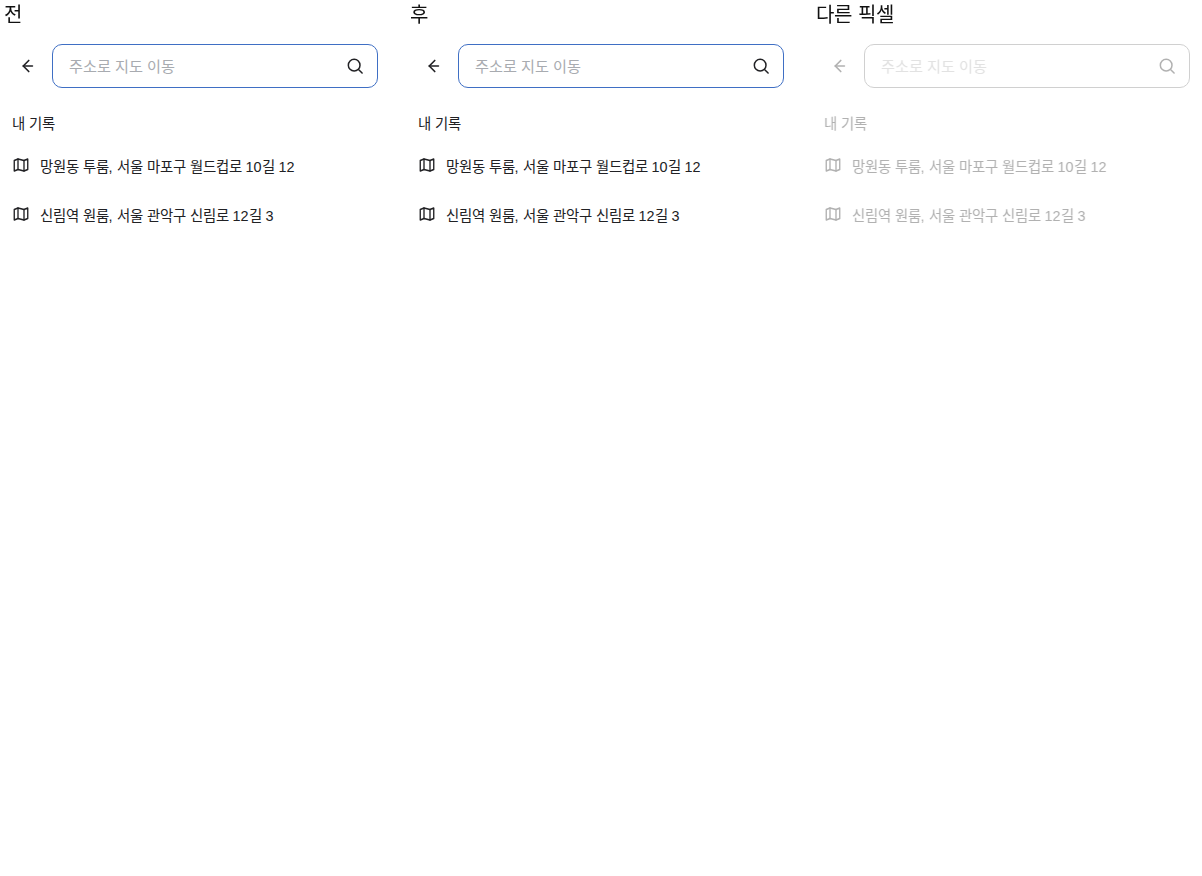 전
주소로 지도 이동
내 기록
망원동 투룸, 서울 마포구 월드컵로 10길 12
신림역 원룸, 서울 관악구 신림로 12길 3
후
주소로 지도 이동
내 기록
망원동 투룸, 서울 마포구 월드컵로 10길 12
신림역 원룸, 서울 관악구 신림로 12길 3
다른 픽셀
주소로 지도 이동
내 기록
망원동 투룸, 서울 마포구 월드컵로 10길 12
신림역 원룸, 서울 관악구 신림로 12길 3